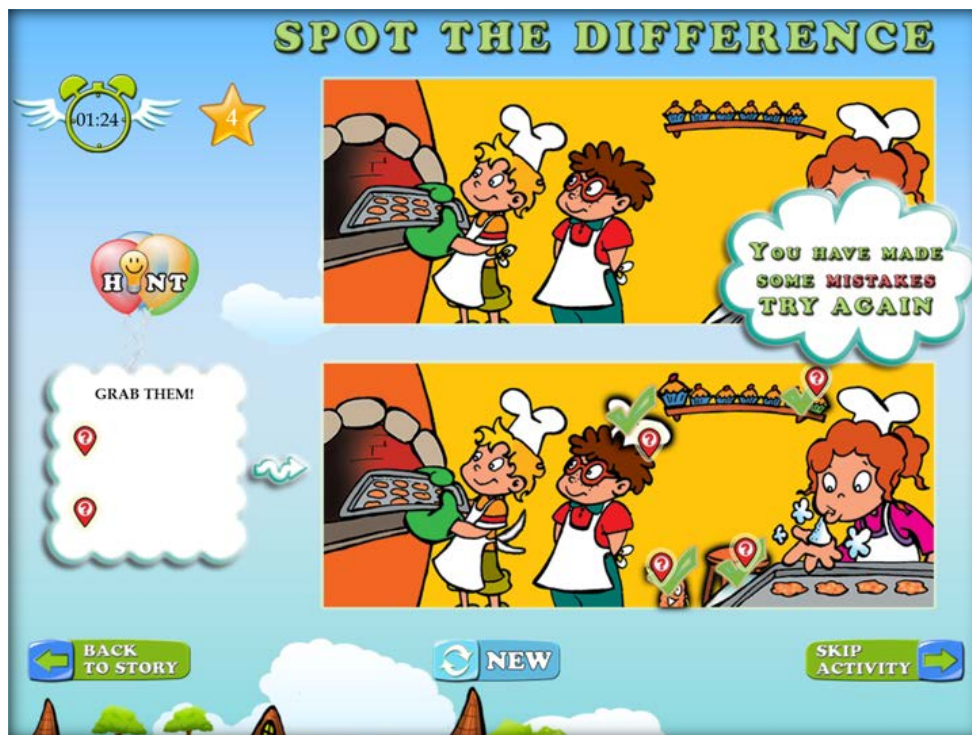 SPOT THE DIFFERENCE
01:24
4
HINT
YOU HAVE MADE
SOME MISTAKES
TRY AGAIN
GRAB THEM!
?
?
?
?
?
?
BACK
TO STORY
NEW
SKIP
ACTIVITY